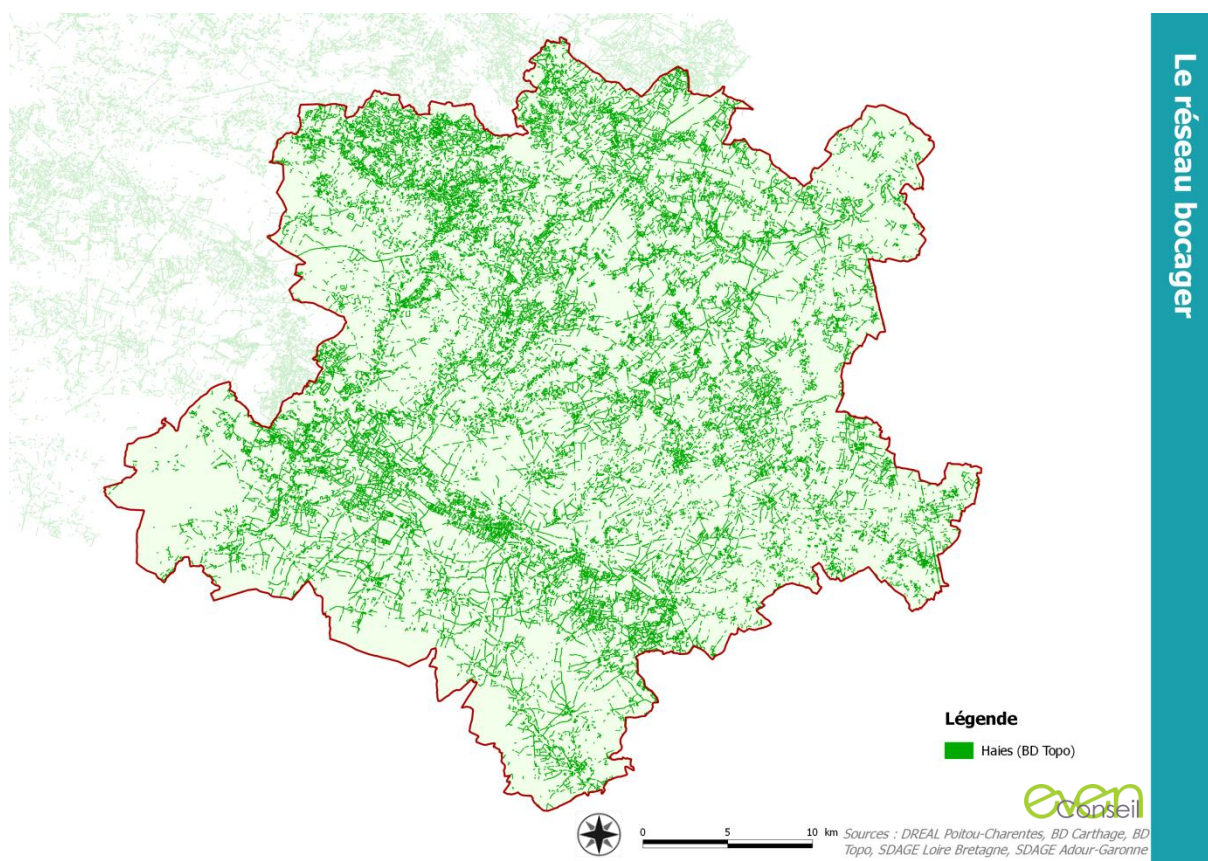 Le réseau bocager
Légende
Haies (BD Topo)
even
Conseil
0 5 10 km
Sources : DREAL Poitou-Charentes, BD Carthage, BD
Topo, SDAGE Loire Bretagne, SDAGE Adour-Garonne